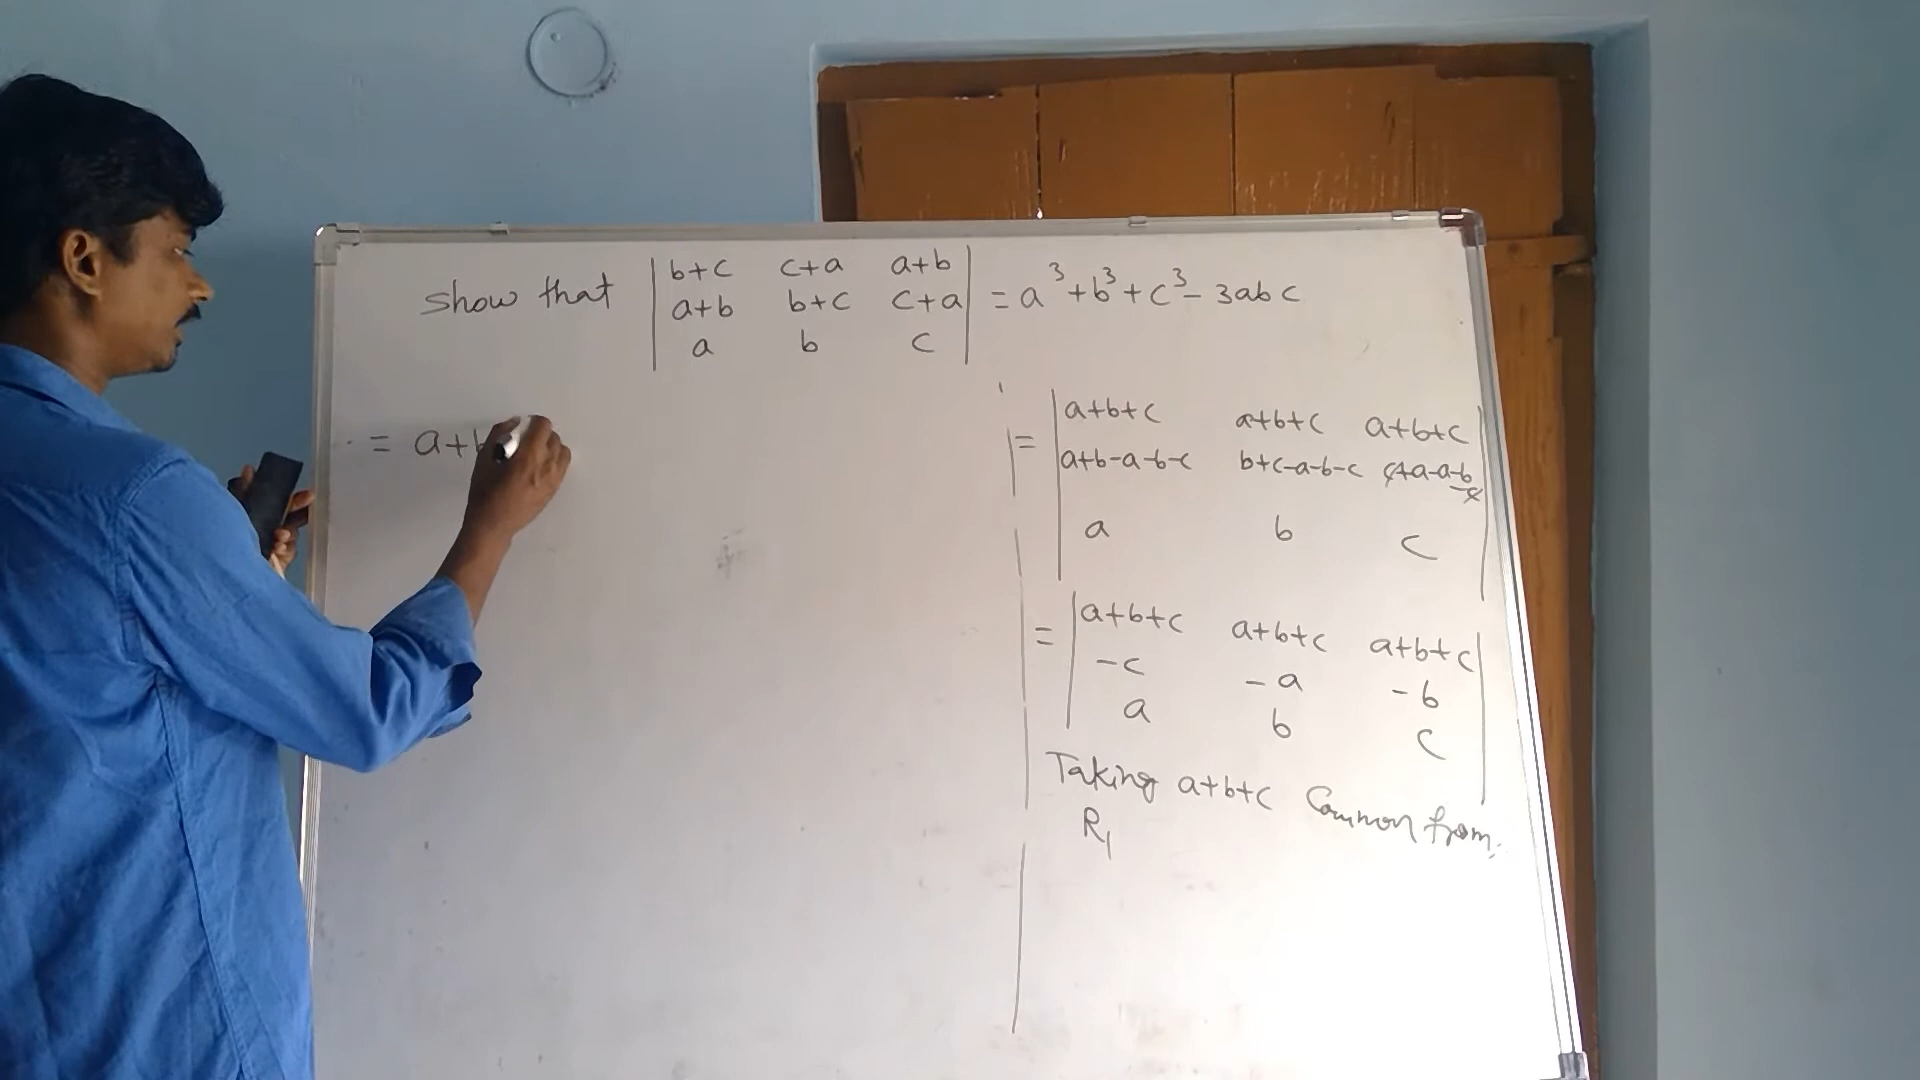 show that | b+c c+a a+b |
| a+b b+c c+a | = a³+b³+c³- 3abc
| a b c |
= | a+b+c a+b+c a+b+c |
| a+b-a-b-c b+c-a-b-c c+a-a-b-c |
| a b c |
= | a+b+c a+b+c a+b+c |
| -c -a -b |
| a b c |
Taking a+b+c Common from
R₁
= a+b